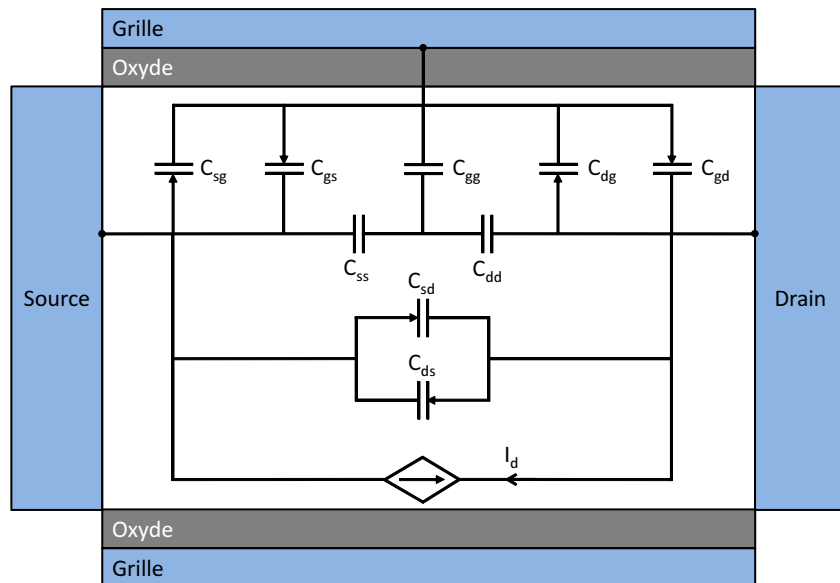 Grille
Oxyde
C_sg C_gs C_gg C_dg C_gd
C_ss C_dd
C_sd
Source Drain
C_ds
I_d
Oxyde
Grille